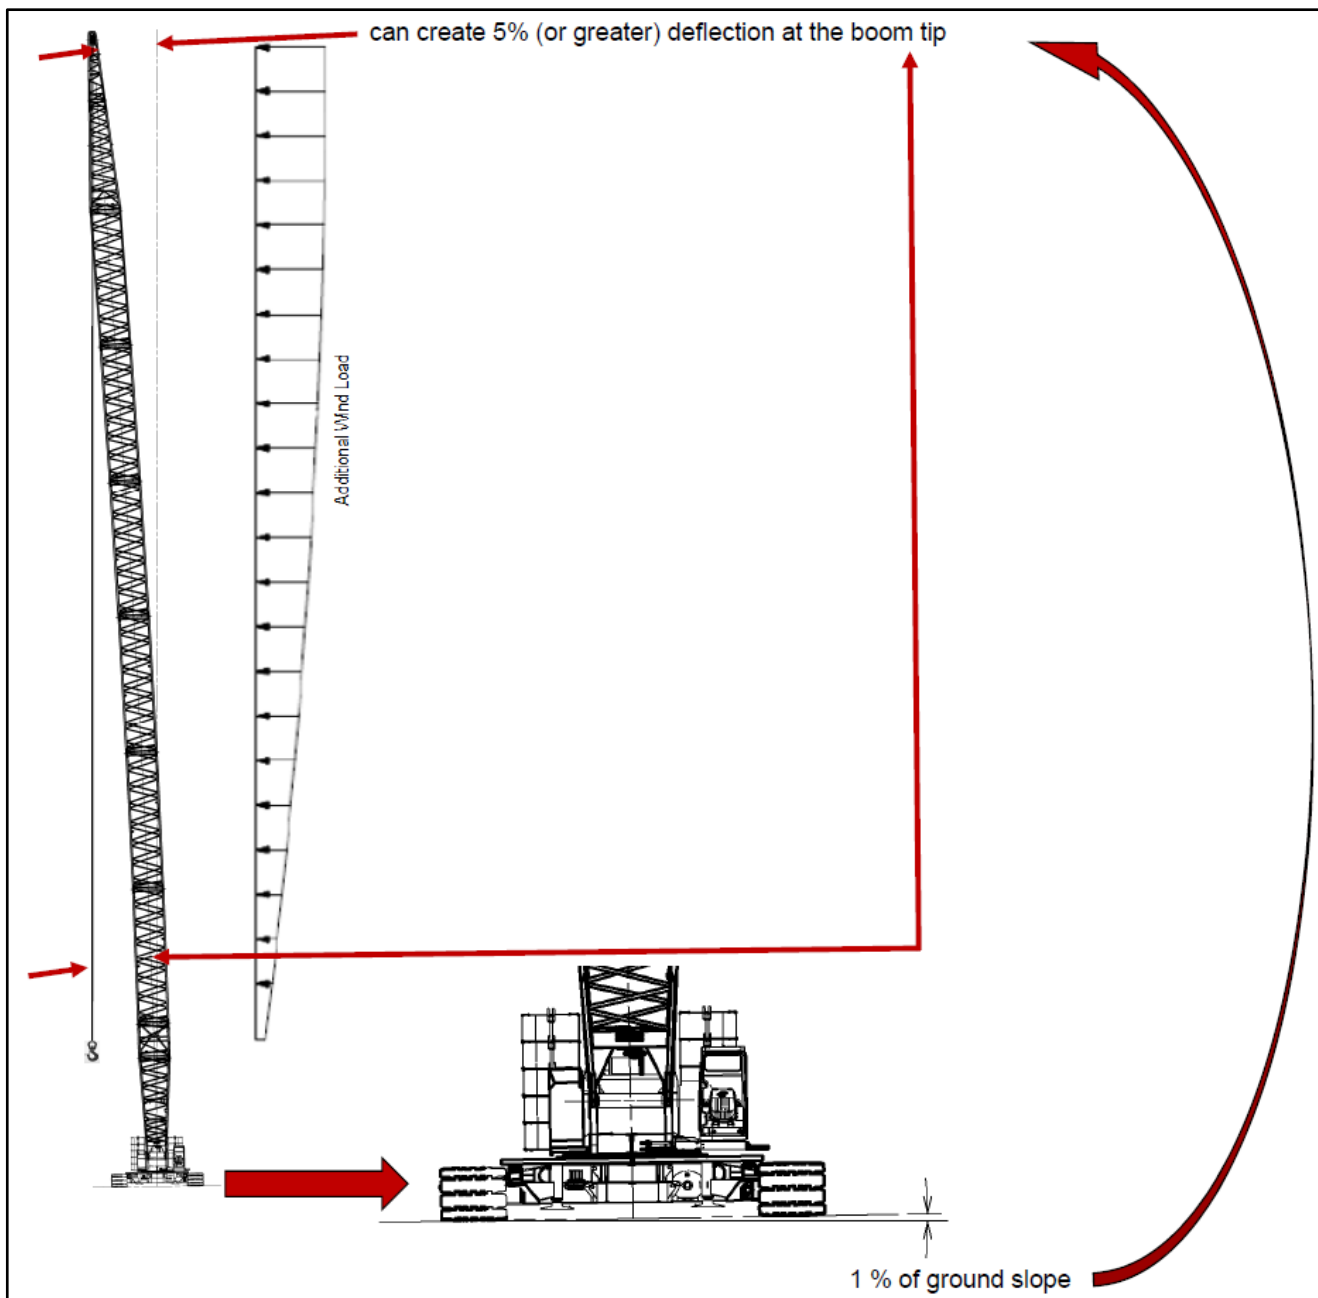 can create 5% (or greater) deflection at the boom tip
Additional Wind Load
1 % of ground slope